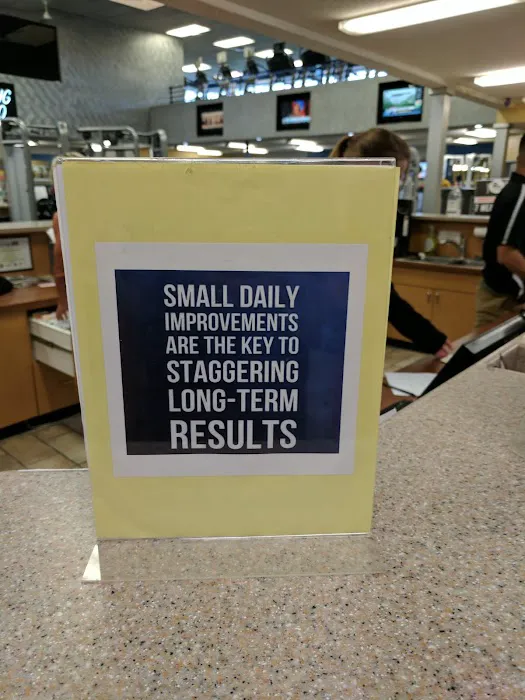 SMALL DAILY
IMPROVEMENTS
ARE THE KEY TO
STAGGERING
LONG-TERM
RESULTS